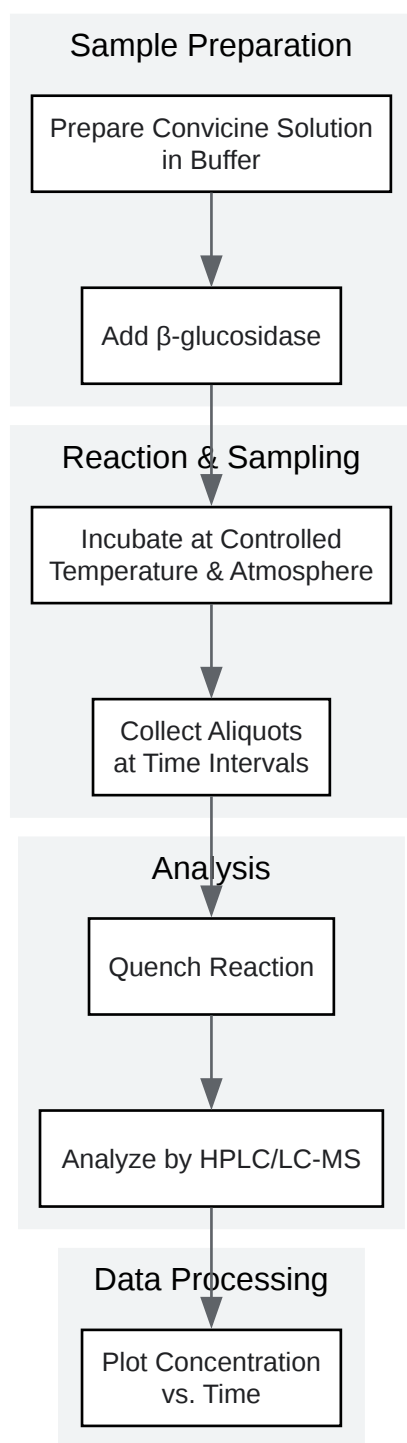 Sample Preparation
Prepare Convicine Solution
in Buffer
Add β-glucosidase
Reaction & Sampling
Incubate at Controlled
Temperature & Atmosphere
Collect Aliquots
at Time Intervals
Analysis
Quench Reaction
Analyze by HPLC/LC-MS
Data Processing
Plot Concentration
vs. Time